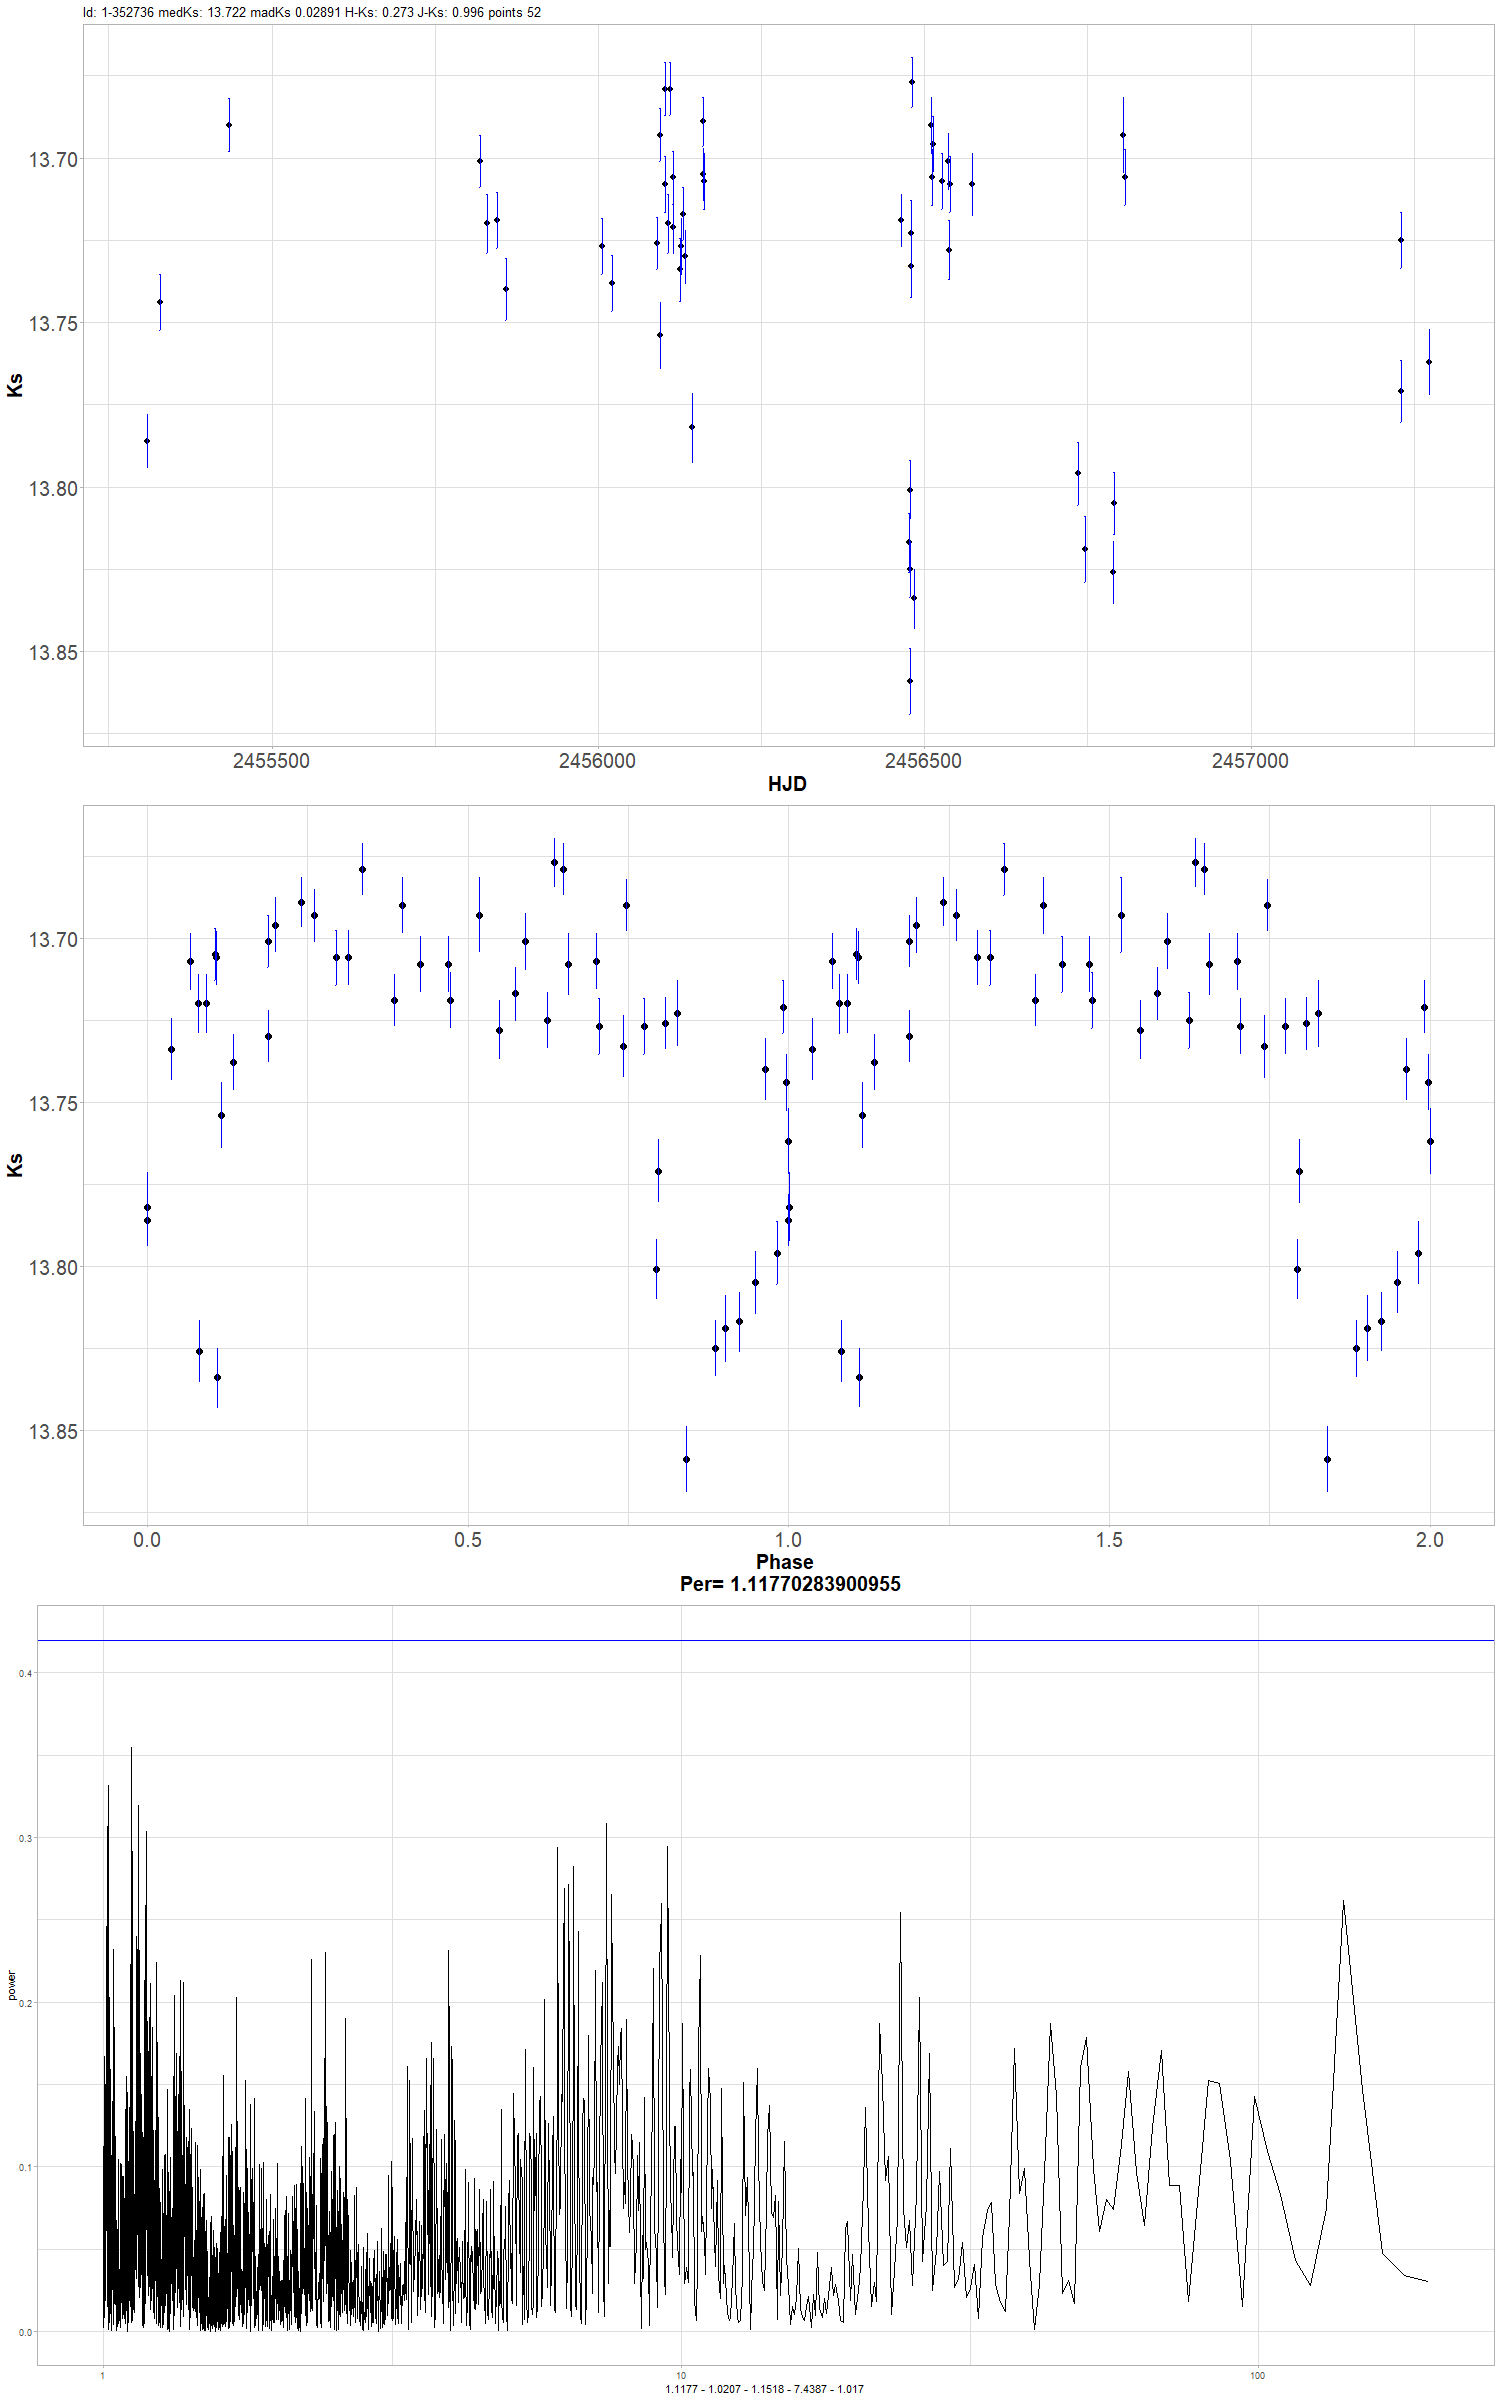 Id: 1-352736 medKs: 13.722 madKs 0.02891 H-Ks: 0.273 J-Ks: 0.996 points 52
13.70
13.75
13.80
13.85
Ks
2455500 2456000 2456500 2457000
HJD
13.70
13.75
13.80
13.85
Ks
0.0 0.5 1.0 1.5 2.0
Phase
Per= 1.11770283900955
0.4
0.3
0.2
0.1
0.0
power
1 10 100
1.1177 - 1.0207 - 1.1518 - 7.4387 - 1.017